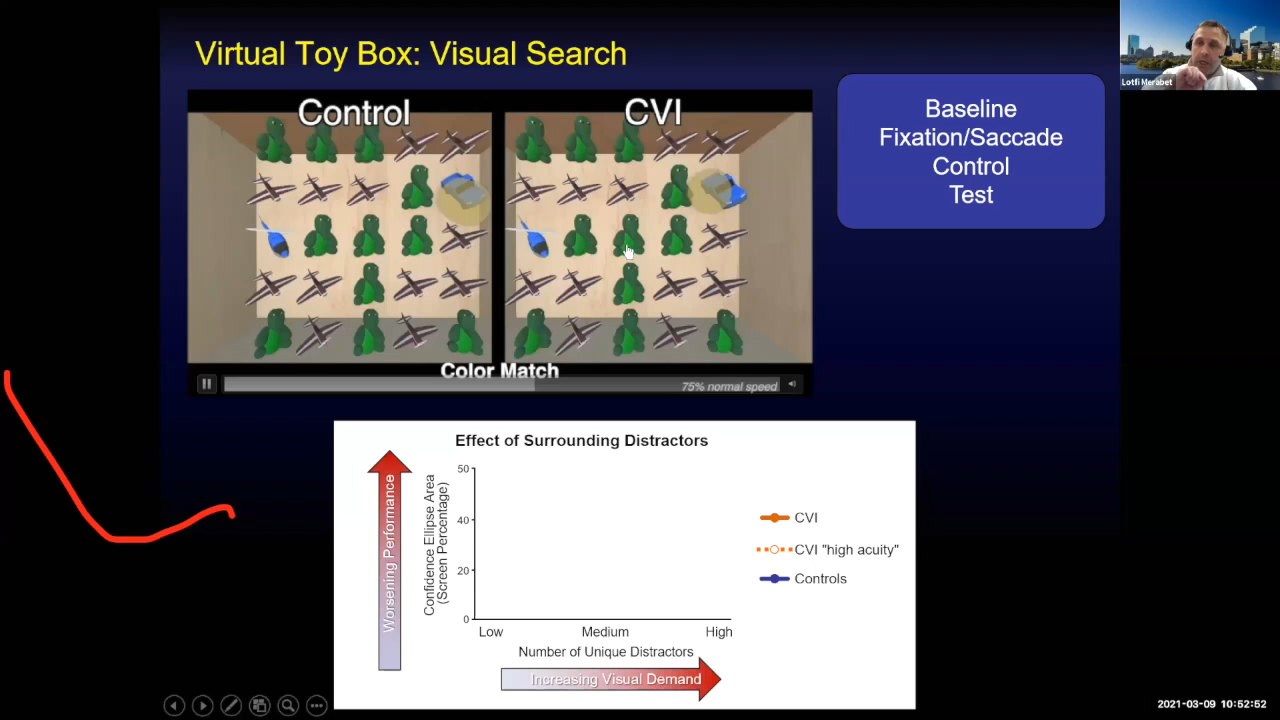 Virtual Toy Box: Visual Search
Control
CVI
Color Match
75% normal speed
Baseline
Fixation/Saccade
Control
Test
Lotfi Merabet
Effect of Surrounding Distractors
Worsening Performance
Confidence Ellipse Area
(Screen Percentage)
50
40
20
0
Low Medium High
Number of Unique Distractors
Increasing Visual Demand
CVI
CVI "high acuity"
Controls
2021-03-09 10:52:52